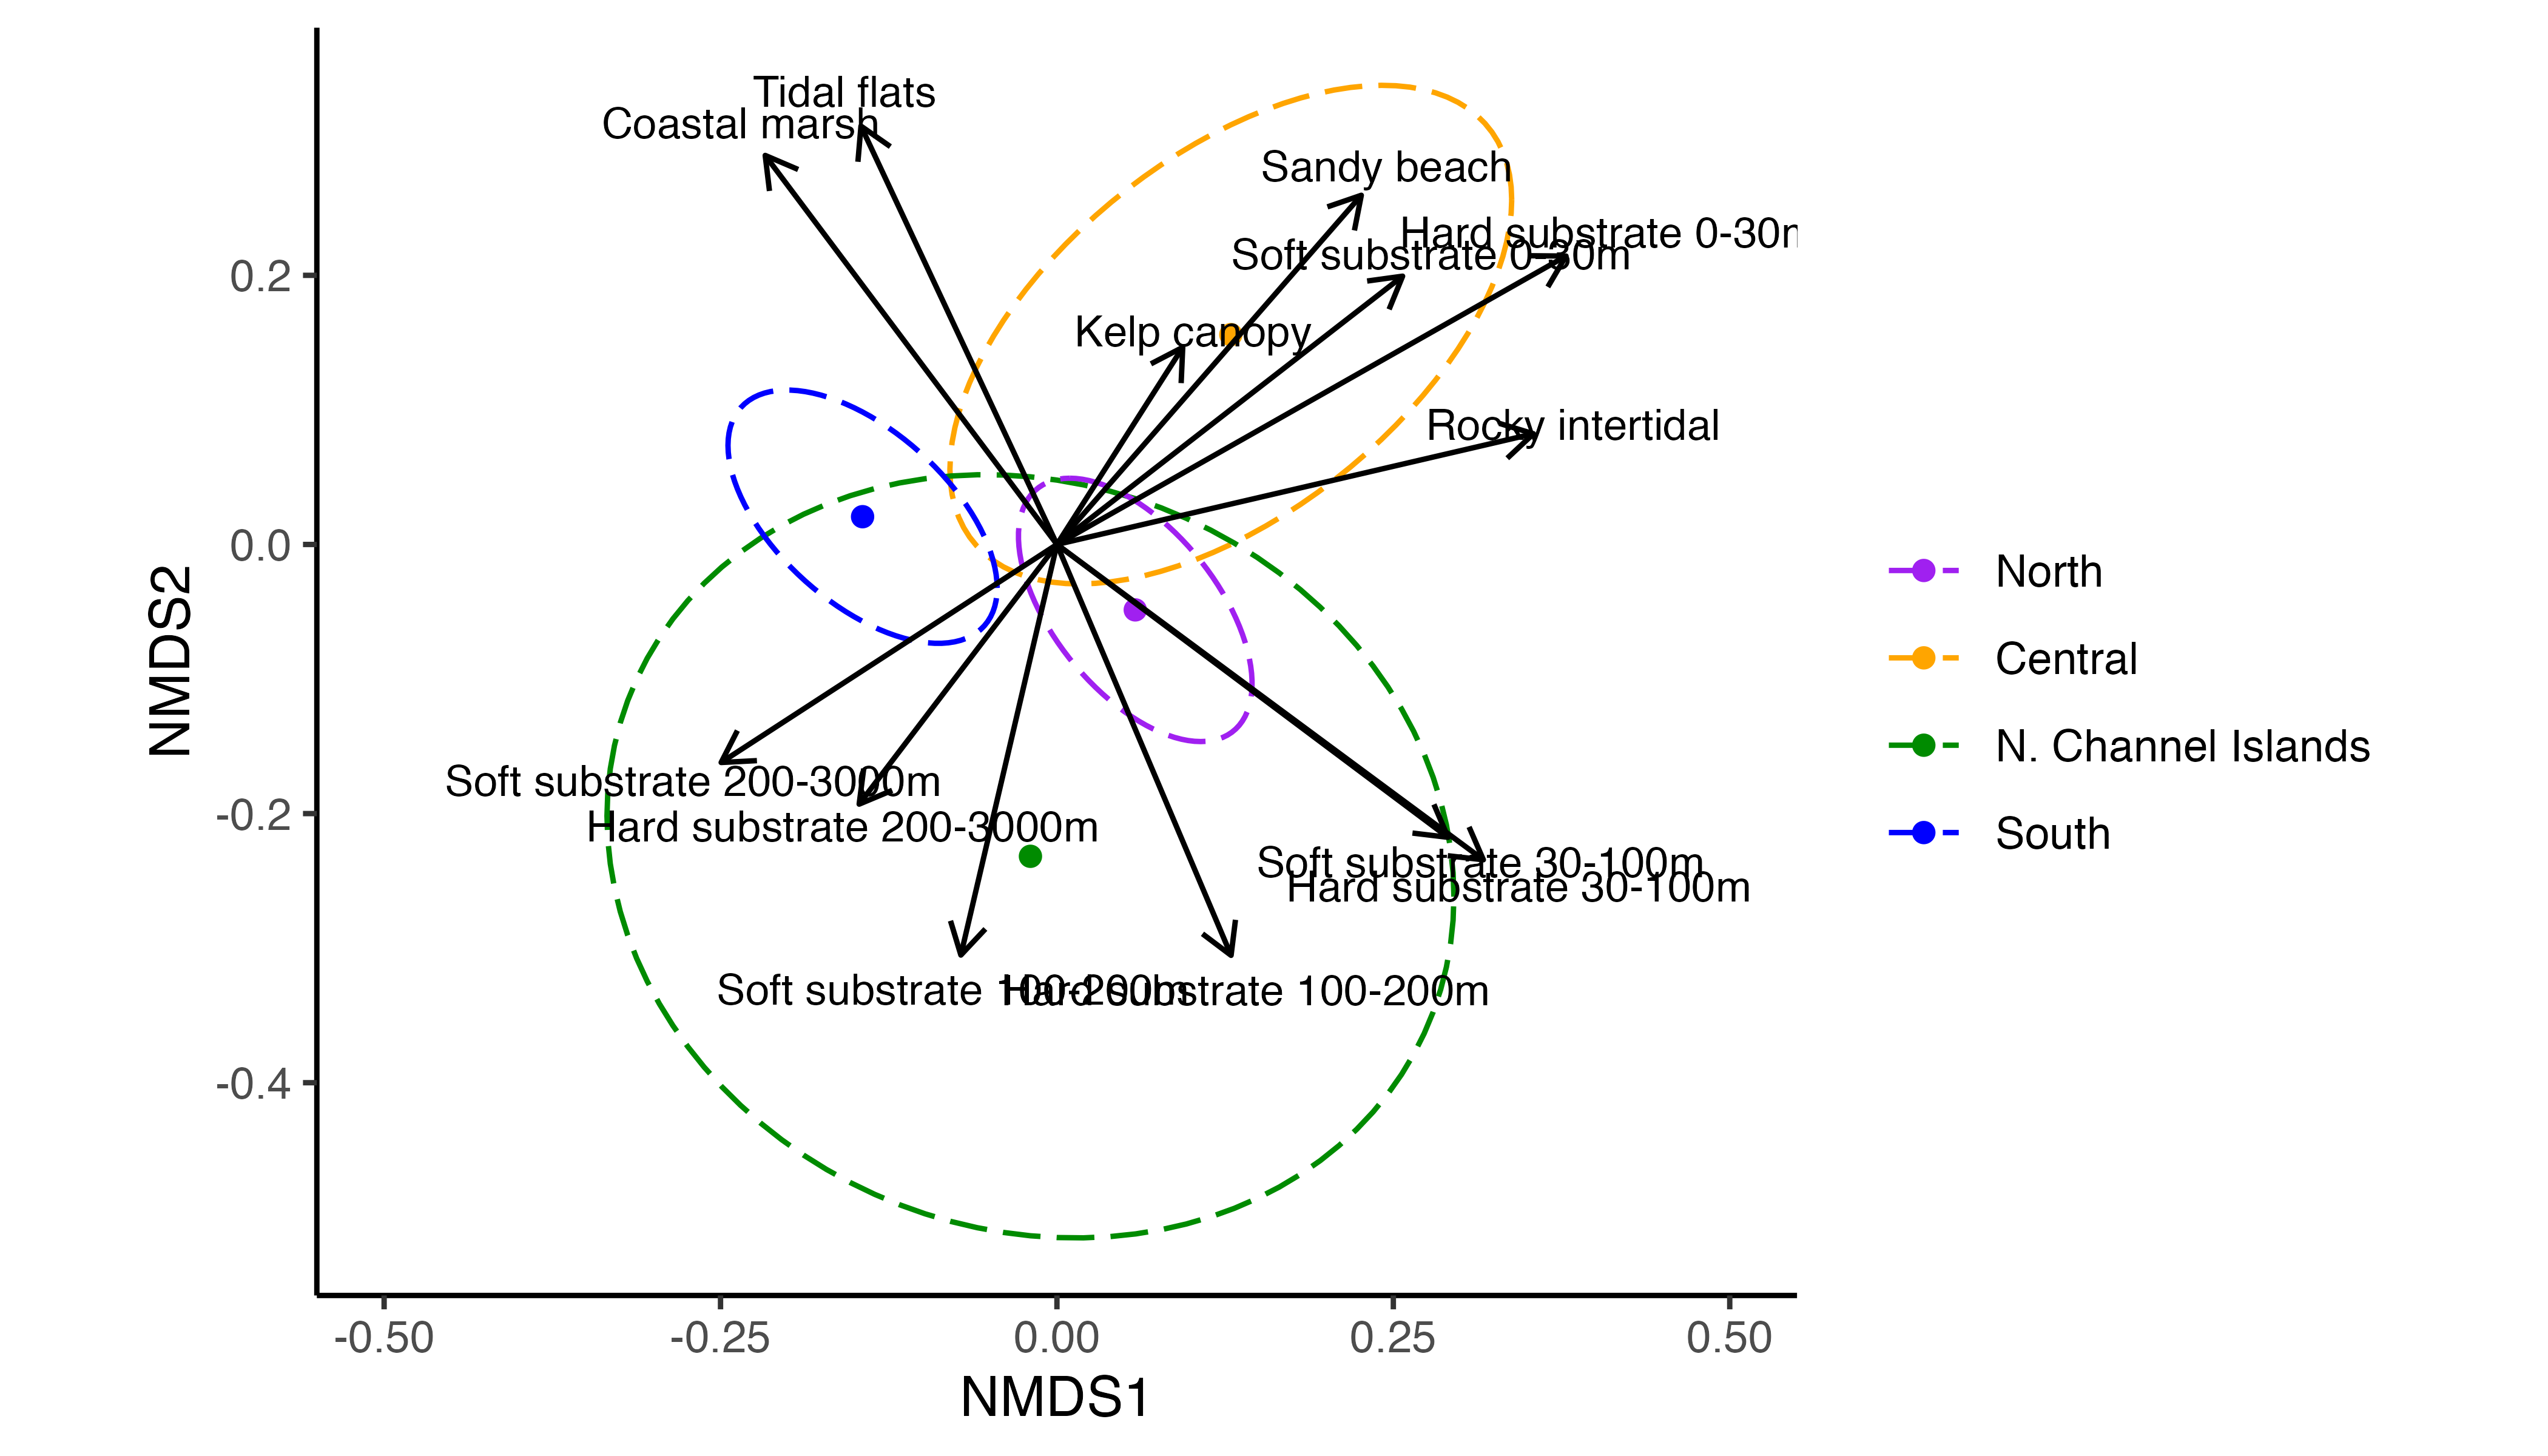 Tidal flats
Coastal marsh
Sandy beach
Hard substrate 0-30m
Soft substrate 0-30m
Kelp canopy
Rocky intertidal
Soft substrate 200-3000m
Hard substrate 200-3000m
Soft substrate 30-100m
Hard substrate 30-100m
Soft substrate 100-200m
Hard substrate 100-200m
0.2
0.0
-0.2
-0.4
NMDS2
-0.50
-0.25
0.00
0.25
0.50
NMDS1
North
Central
N. Channel Islands
South